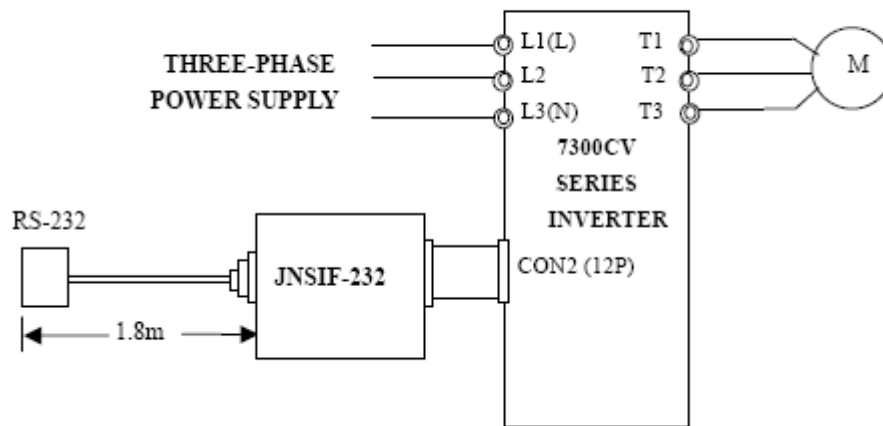 THREE-PHASE
POWER SUPPLY
L1(L)
L2
L3(N)
T1
T2
T3
M
7300CV
SERIES
INVERTER
RS-232
JNSIF-232
CON2 (12P)
1.8m